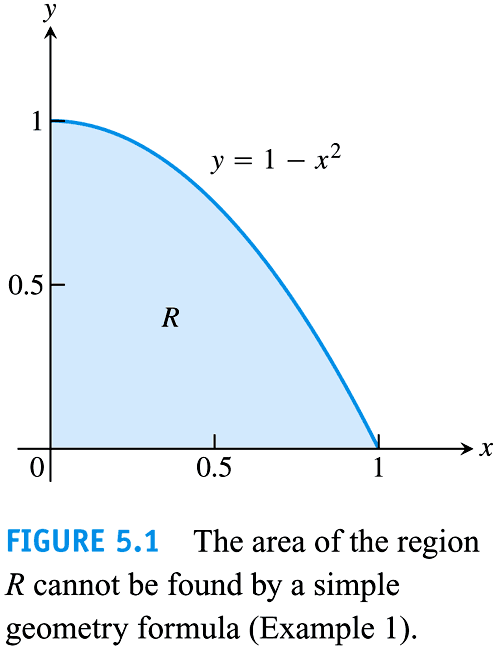 y
1
y = 1 − x²
0.5
R
0
0.5
1
x
FIGURE 5.1 The area of the region
R cannot be found by a simple
geometry formula (Example 1).